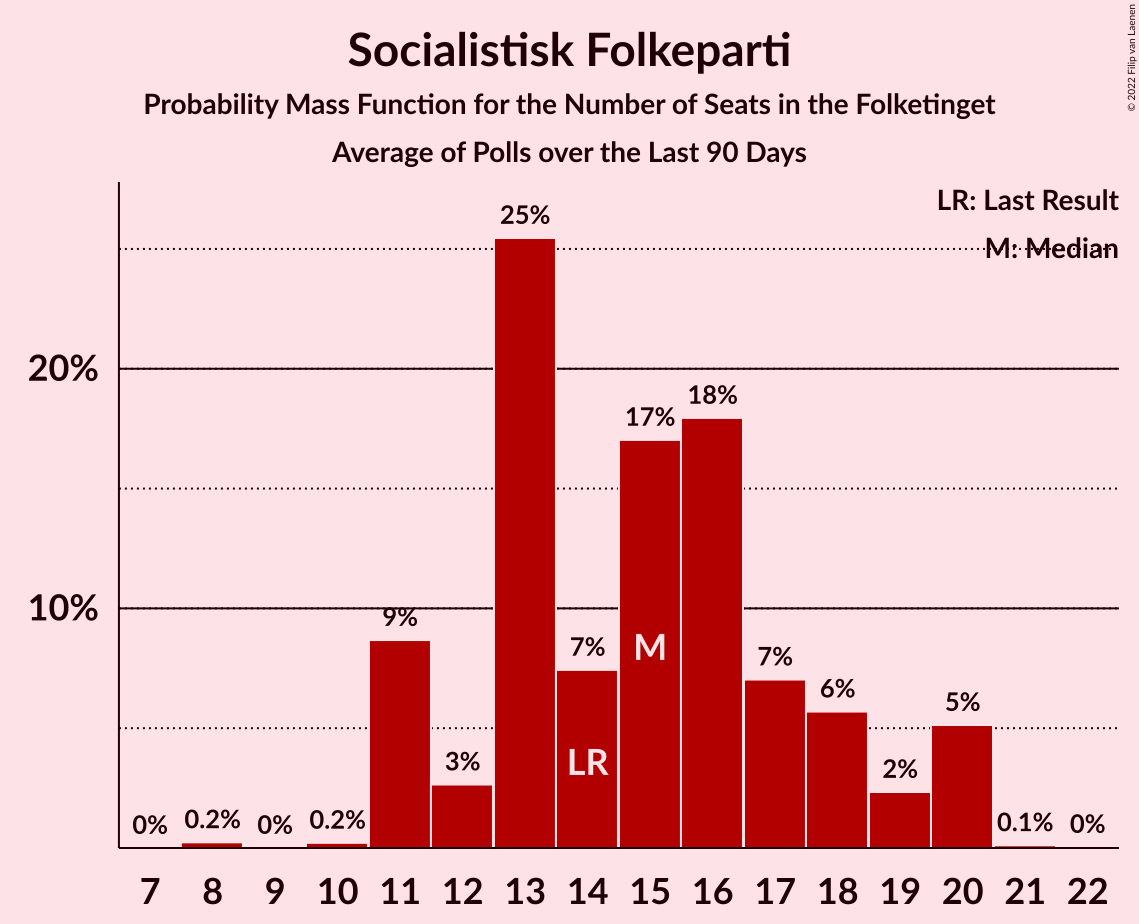 Socialistisk Folkeparti
Probability Mass Function for the Number of Seats in the Folketinget
Average of Polls over the Last 90 Days
© 2022 Filip van Laenen
LR: Last Result
M: Median
20%
10%
0%
0.2%
0%
0.2%
9%
3%
25%
7%
17%
18%
7%
6%
2%
5%
0.1%
0%
LR
M
7 8 9 10 11 12 13 14 15 16 17 18 19 20 21 22